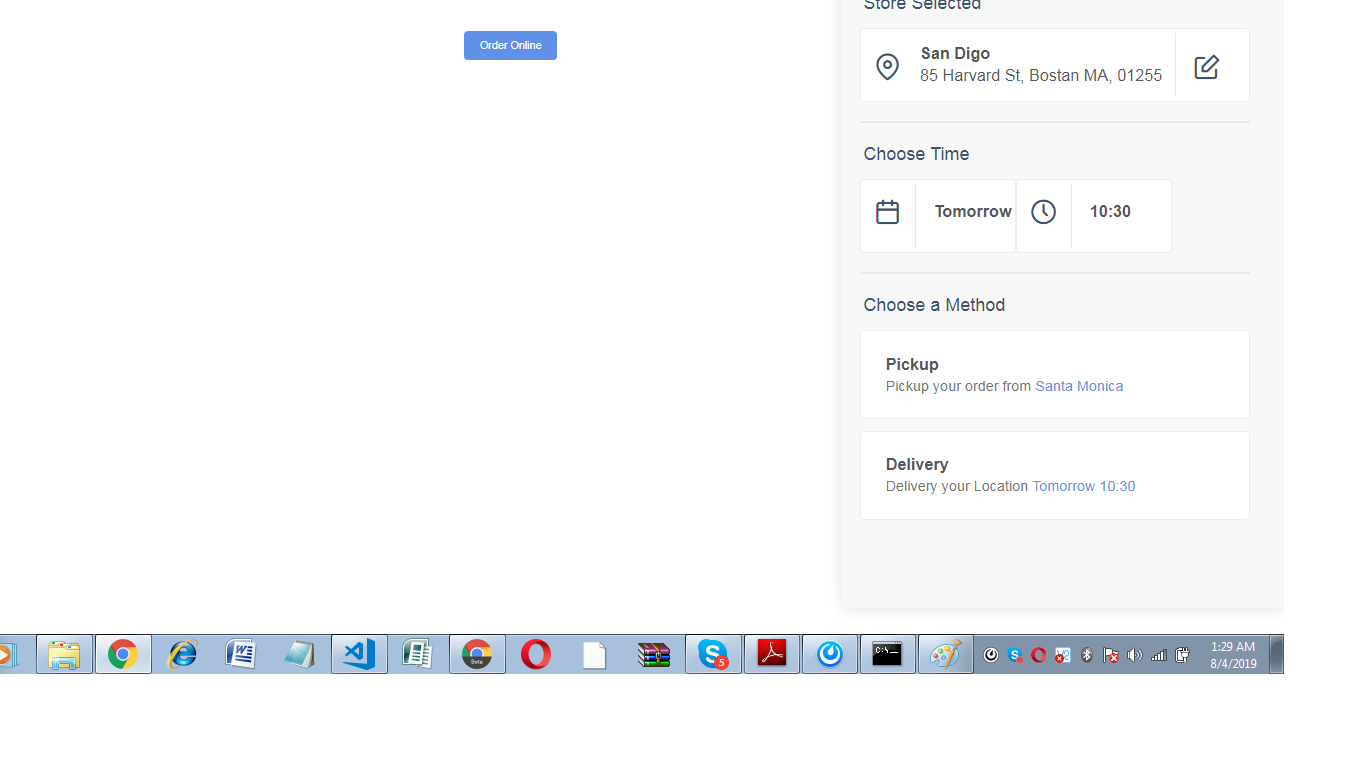 Store Selected
Order Online
San Digo
85 Harvard St, Bostan MA, 01255
Choose Time
Tomorrow
10:30
Choose a Method
Pickup
Pickup your order from Santa Monica
Delivery
Delivery your Location Tomorrow 10:30
Beta
5
C:\._
1:29 AM
8/4/2019